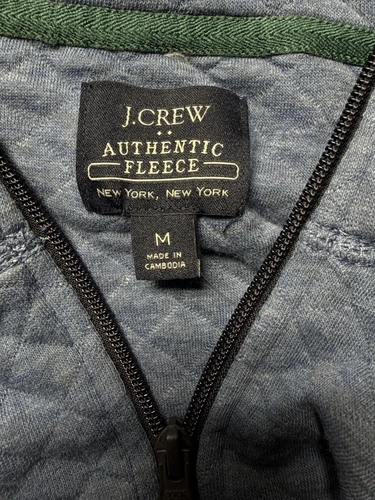 J.CREW
AUTHENTIC
FLEECE
NEW YORK, NEW YORK
M
MADE IN
CAMBODIA